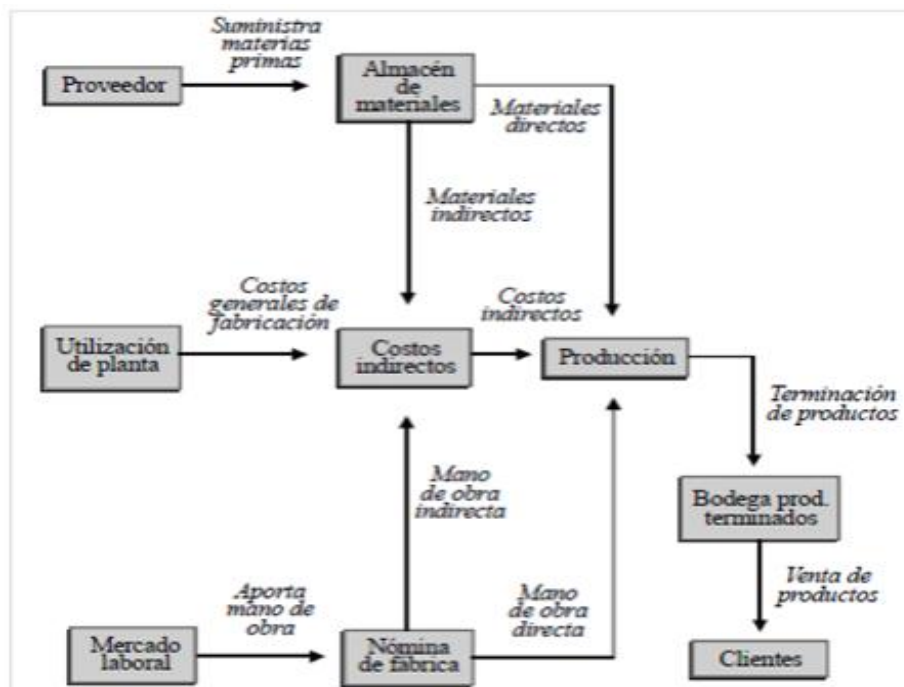 Suministra
materias
primas
Proveedor
Almacén
de
materiales
Materiales
directos
Materiales
indirectos
Costos
generales de
fabricación
Costos
indirectos
Utilización
de planta
Costos
indirectos
Producción
Terminación
de productos
Mano
de obra
indirecta
Bodega prod.
terminados
Aporta
mano de
obra
Mano
de obra
directa
Venta de
productos
Mercado
laboral
Nómina
de fábrica
Clientes